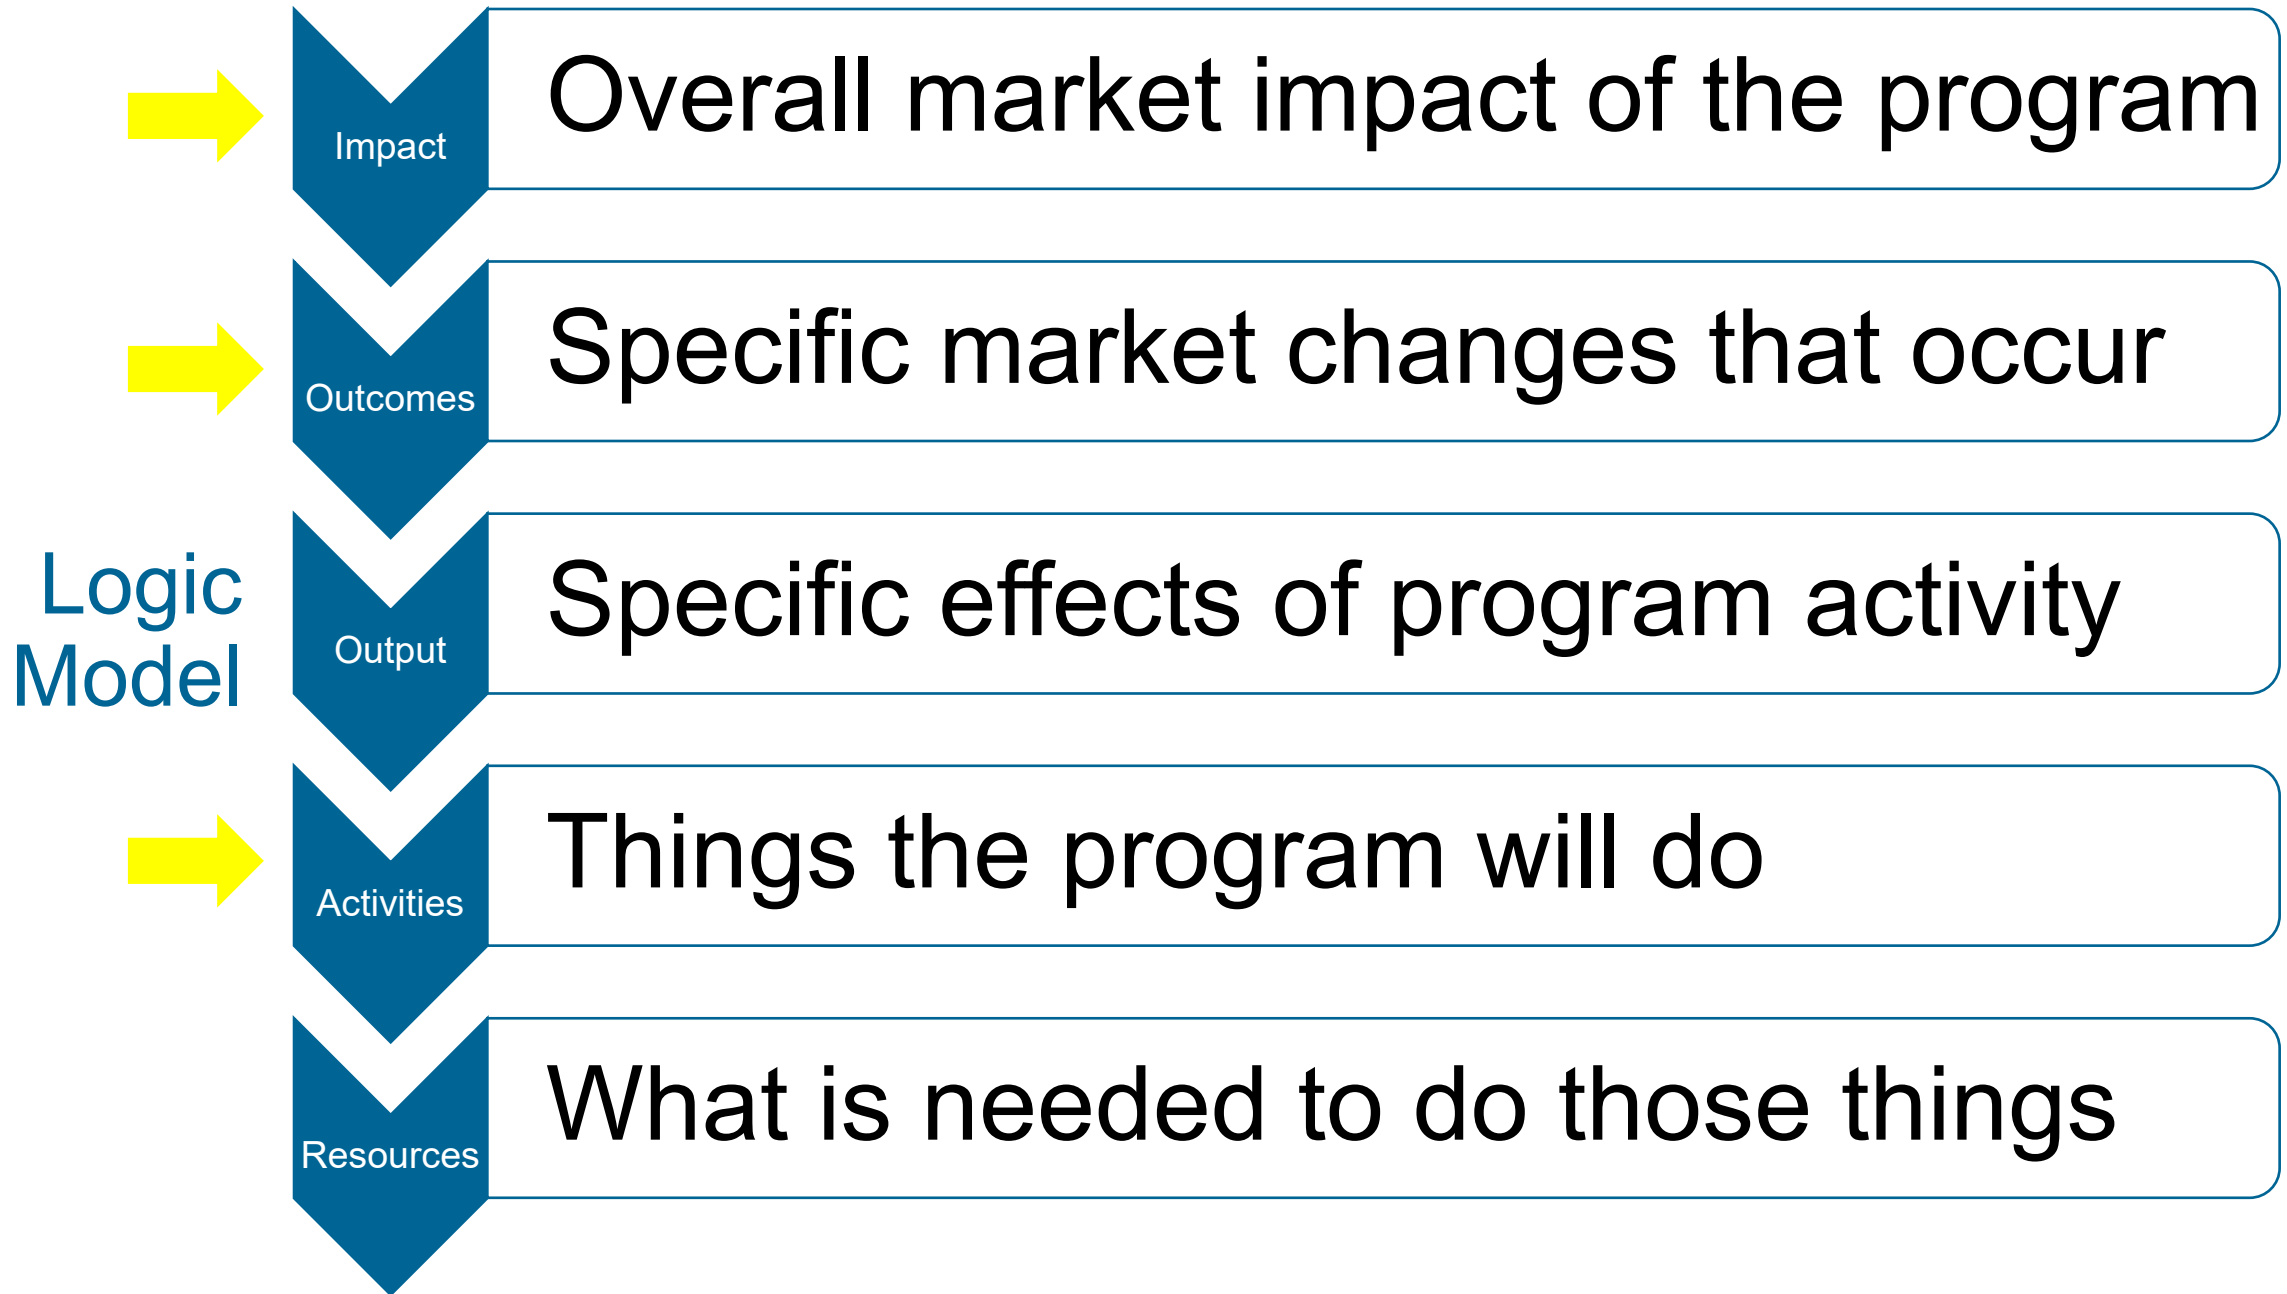 Impact
Overall market impact of the program
Outcomes
Specific market changes that occur
Logic
Model
Output
Specific effects of program activity
Activities
Things the program will do
Resources
What is needed to do those things